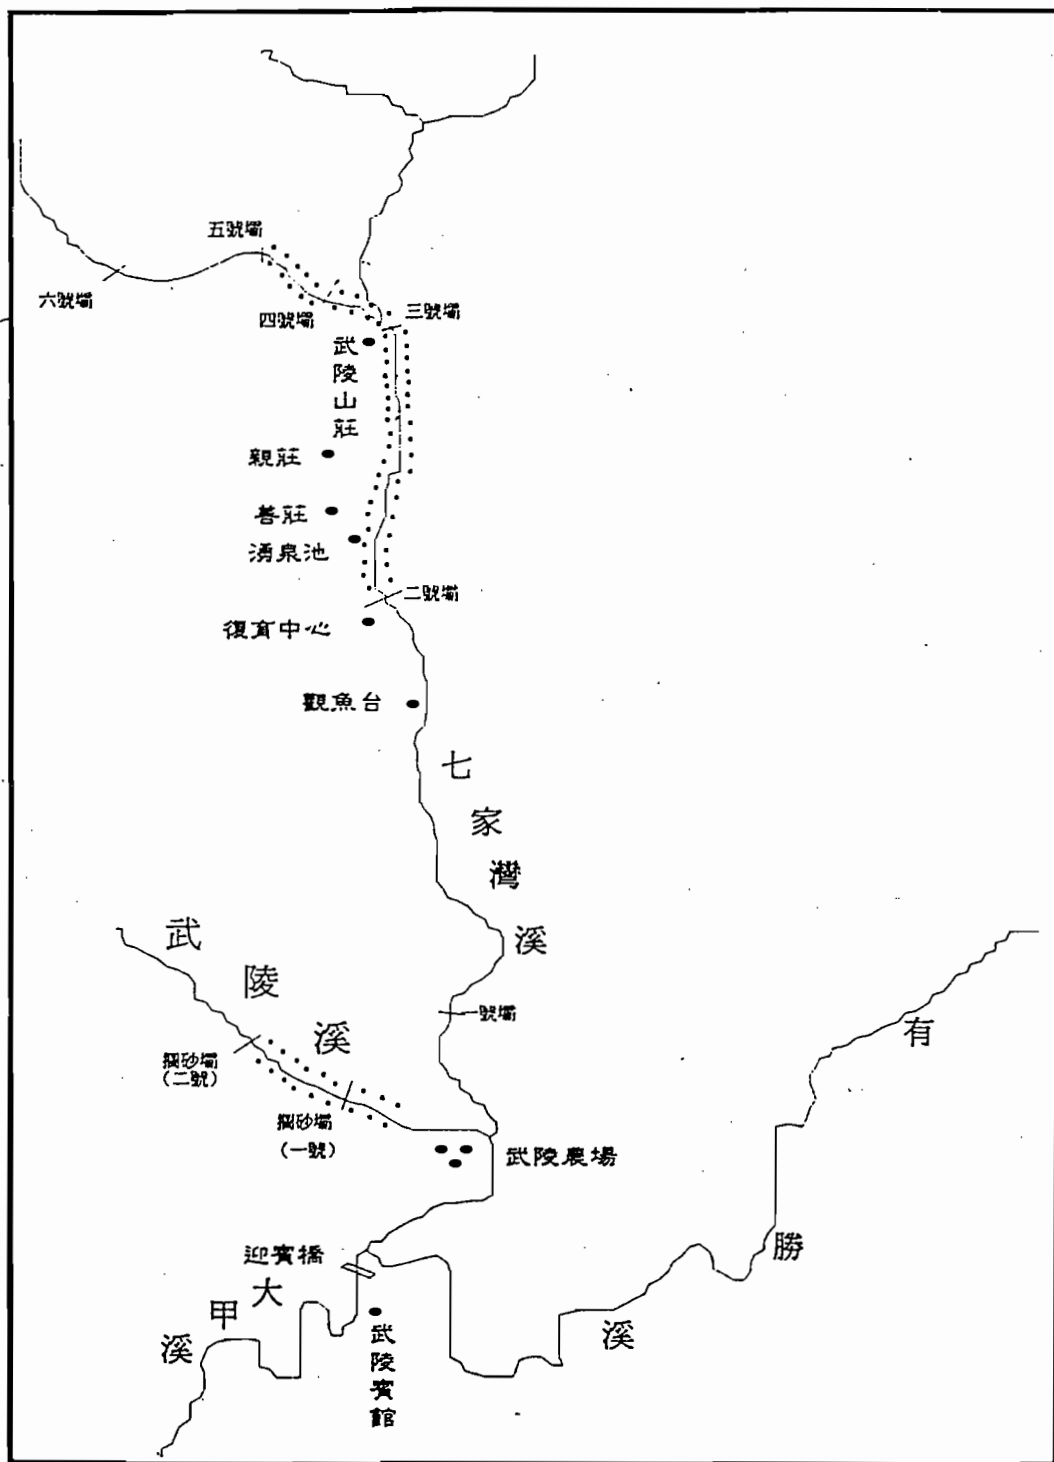 五號壩
六號壩
四號壩
三號壩
武陵山莊
親莊
善莊
湧泉池
二號壩
復育中心
觀魚台
七家灣溪
武陵溪
一號壩
有勝溪
攔砂壩
(二號)
攔砂壩
(一號)
武陵農場
迎賓橋
大甲溪
武陵賓館